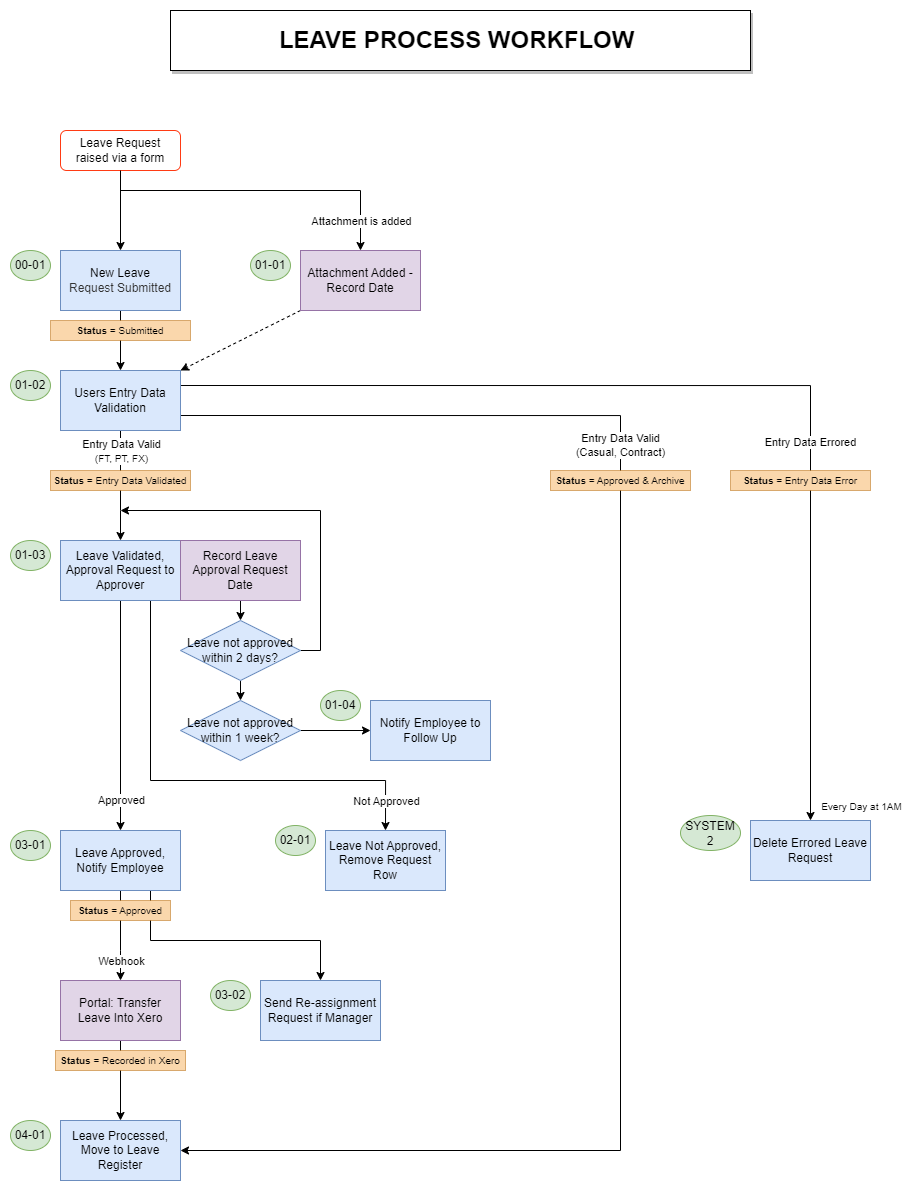 LEAVE PROCESS WORKFLOW
Leave Request
raised via a form
Attachment is added
00-01
New Leave
Request Submitted
01-01
Attachment Added -
Record Date
Status = Submitted
01-02
Users Entry Data
Validation
Entry Data Valid
(FT, PT, FX)
Entry Data Valid
(Casual, Contract)
Entry Data Errored
Status = Entry Data Validated
Status = Approved & Archive
Status = Entry Data Error
01-03
Leave Validated,
Approval Request to
Approver
Record Leave
Approval Request
Date
Leave not approved
within 2 days?
Leave not approved
within 1 week?
01-04
Notify Employee to
Follow Up
Approved
Not Approved
Every Day at 1AM
03-01
Leave Approved,
Notify Employee
02-01
Leave Not Approved,
Remove Request
Row
SYSTEM
2
Delete Errored Leave
Request
Status = Approved
Webhook
Portal: Transfer
Leave Into Xero
03-02
Send Re-assignment
Request if Manager
Status = Recorded in Xero
04-01
Leave Processed,
Move to Leave
Register